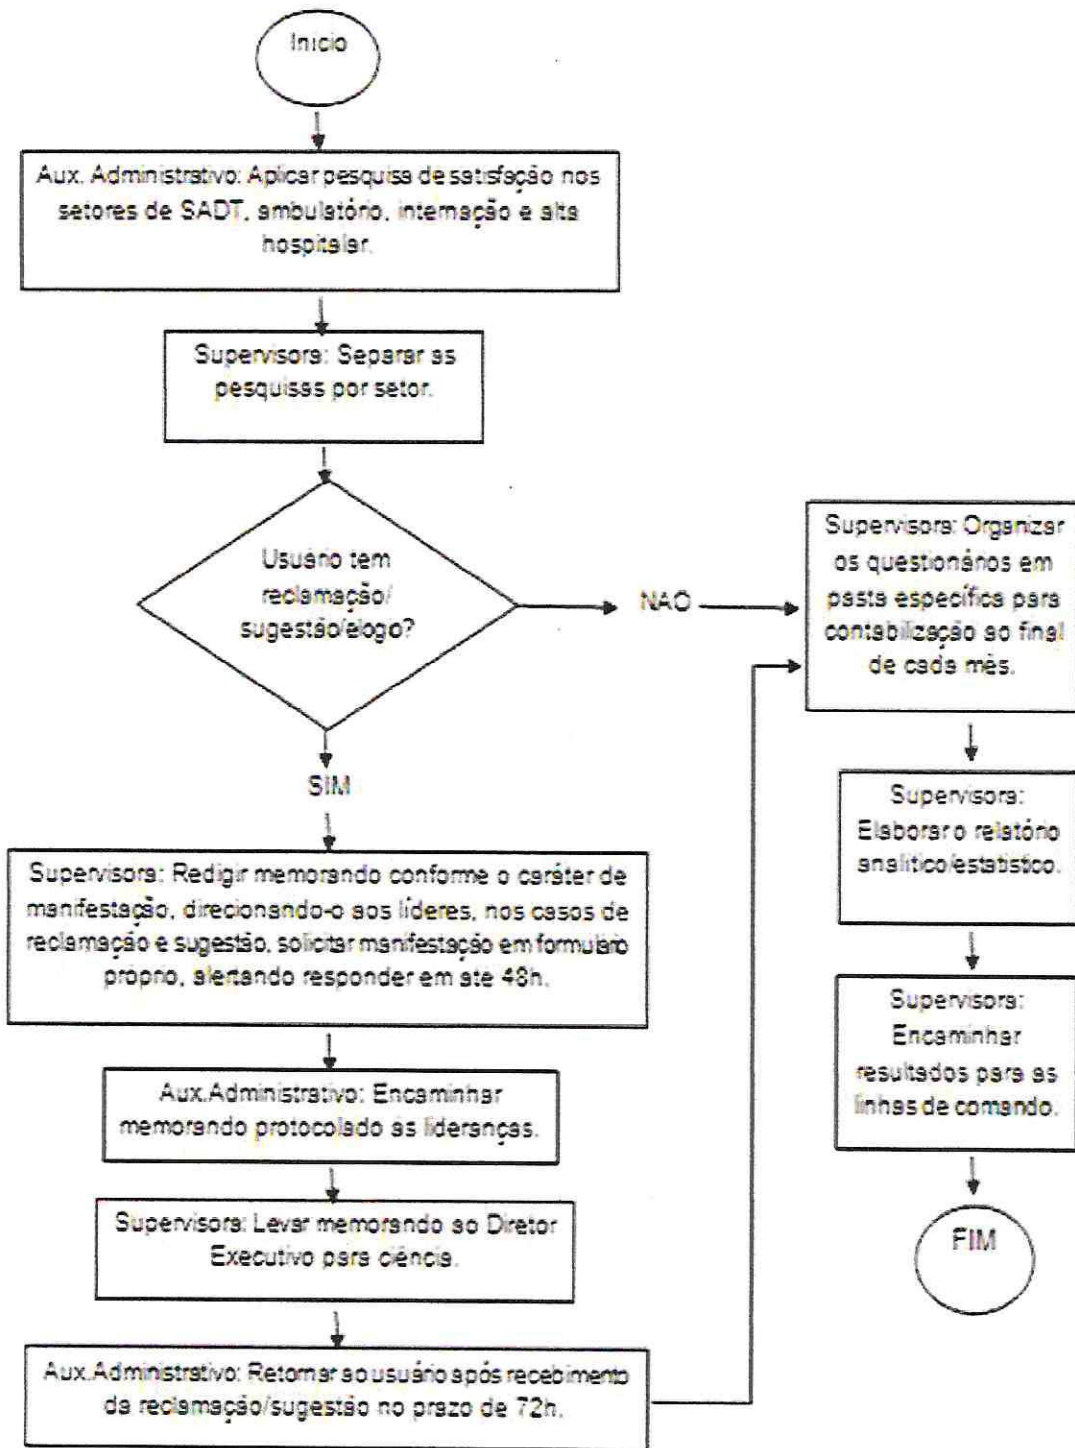 Início
Aux. Administrativo: Aplicar pesquisa de satisfação nos
setores de SADT, ambulatório, internação e alta
hospitalar.
Supervisora: Separar as
pesquisas por setor.
Usuário tem
reclamação/
sugestão/elogo?
NAO
SIM
Supervisora: Redigir memorando conforme o caráter de
manifestação, direcionando-o aos líderes, nos casos de
reclamação e sugestão, solicitar manifestação em formulário
próprio, alertando responder em até 48h.
Aux.Administrativo: Encaminhar
memorando protocolado as lideranças.
Supervisora: Levar memorando ao Diretor
Executivo para ciência.
Aux.Administrativo: Retornar ao usuário após recebimento
da reclamação/sugestão no prazo de 72h.
Supervisora: Organizar
os questionários em
pasta específica para
contabilização ao final
de cada mês.
Supervisora:
Elaborar o relatório
analítico/estatístico.
Supervisora:
Encaminhar
resultados para as
linhas de comando.
FIM